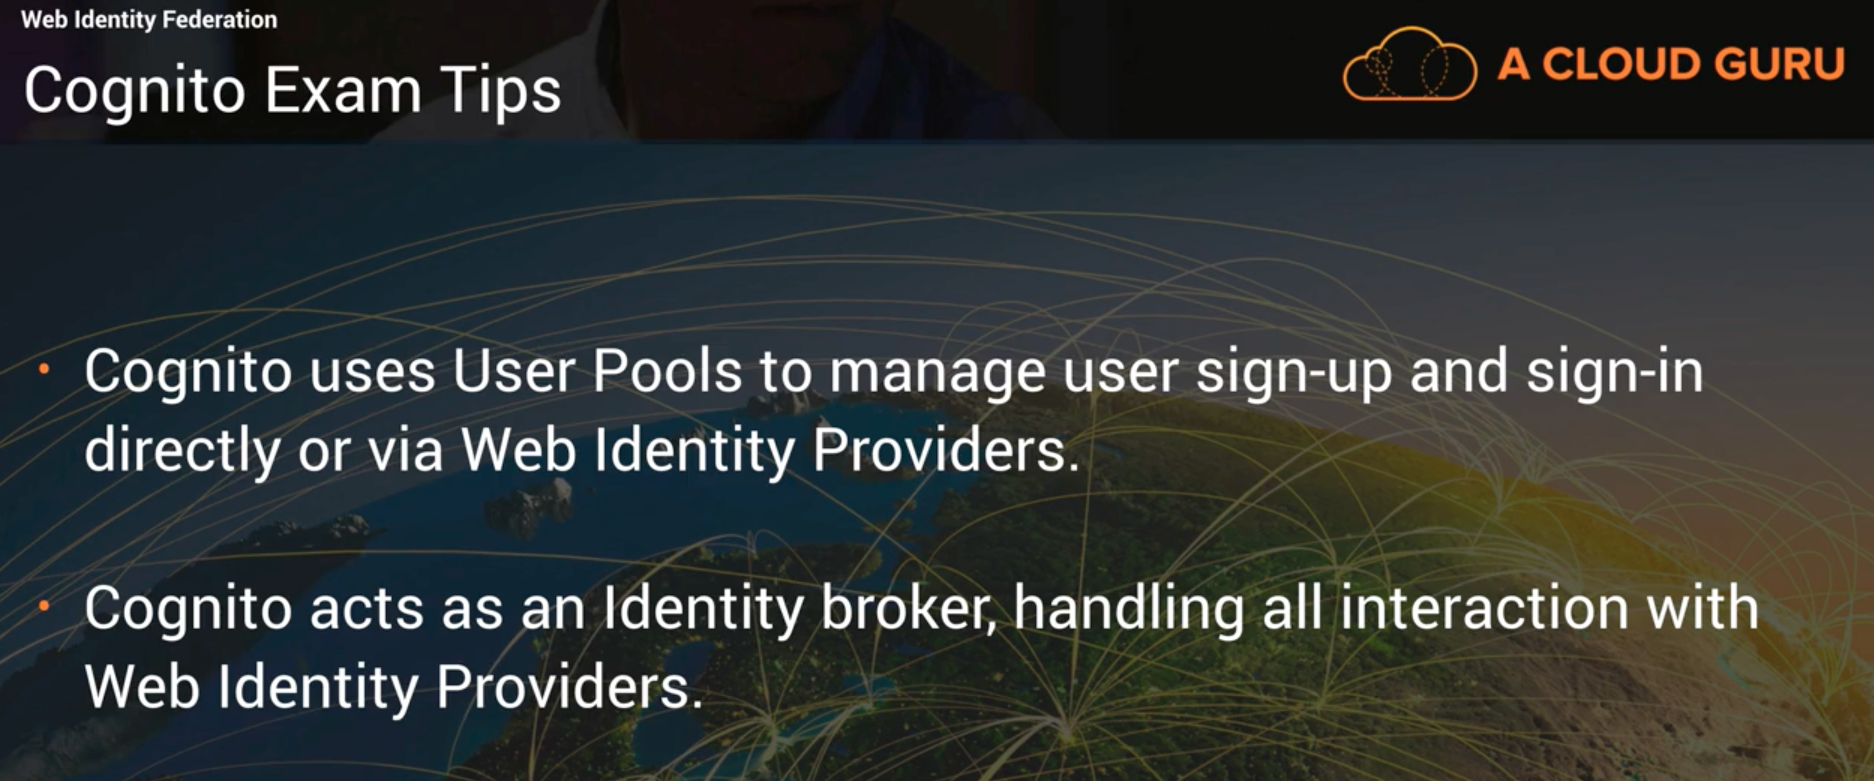 Web Identity Federation
Cognito Exam Tips
A CLOUD GURU
• Cognito uses User Pools to manage user sign-up and sign-in
directly or via Web Identity Providers.
• Cognito acts as an Identity broker, handling all interaction with
Web Identity Providers.